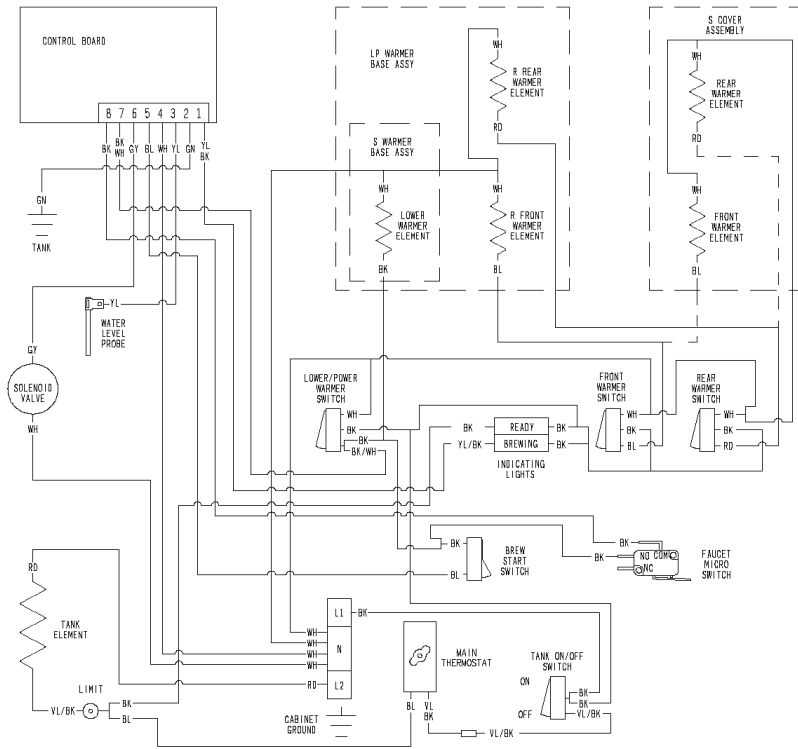 CONTROL BOARD
8 7 6 5 4 3 2 1
BK
BK
WH
GY
BL
WH
YL
GN
YL
BK
GN
TANK
YL
WATER
LEVEL
PROBE
GY
SOLENOID
VALVE
WH
LP WARMER
BASE ASSY
WH
R REAR
WARMER
ELEMENT
RD
S WARMER
BASE ASSY
WH
LOWER
WARMER
ELEMENT
BK
WH
R FRONT
WARMER
ELEMENT
BL
S COVER
ASSEMBLY
WH
REAR
WARMER
ELEMENT
RD
WH
FRONT
WARMER
ELEMENT
BL
LOWER/POWER
WARMER
SWITCH
WH
BK
BK
BK/WH
BK
READY
BK
YL/BK
BREWING
BK
INDICATING
LIGHTS
FRONT
WARMER
SWITCH
WH
BK
BL
REAR
WARMER
SWITCH
WH
BK
RD
BK
BL
BREW
START
SWITCH
BK
BK
NO
COM
NC
FAUCET
MICRO
SWITCH
RD
TANK
ELEMENT
VL/BK
LIMIT
BK
BL
L1
BK
WH
WH
WH
WH
N
RD
L2
CABINET
GROUND
MAIN
THERMOSTAT
BL
VL
BK
VL/BK
TANK ON/OFF
SWITCH
ON
OFF
BK
BK
VL/BK